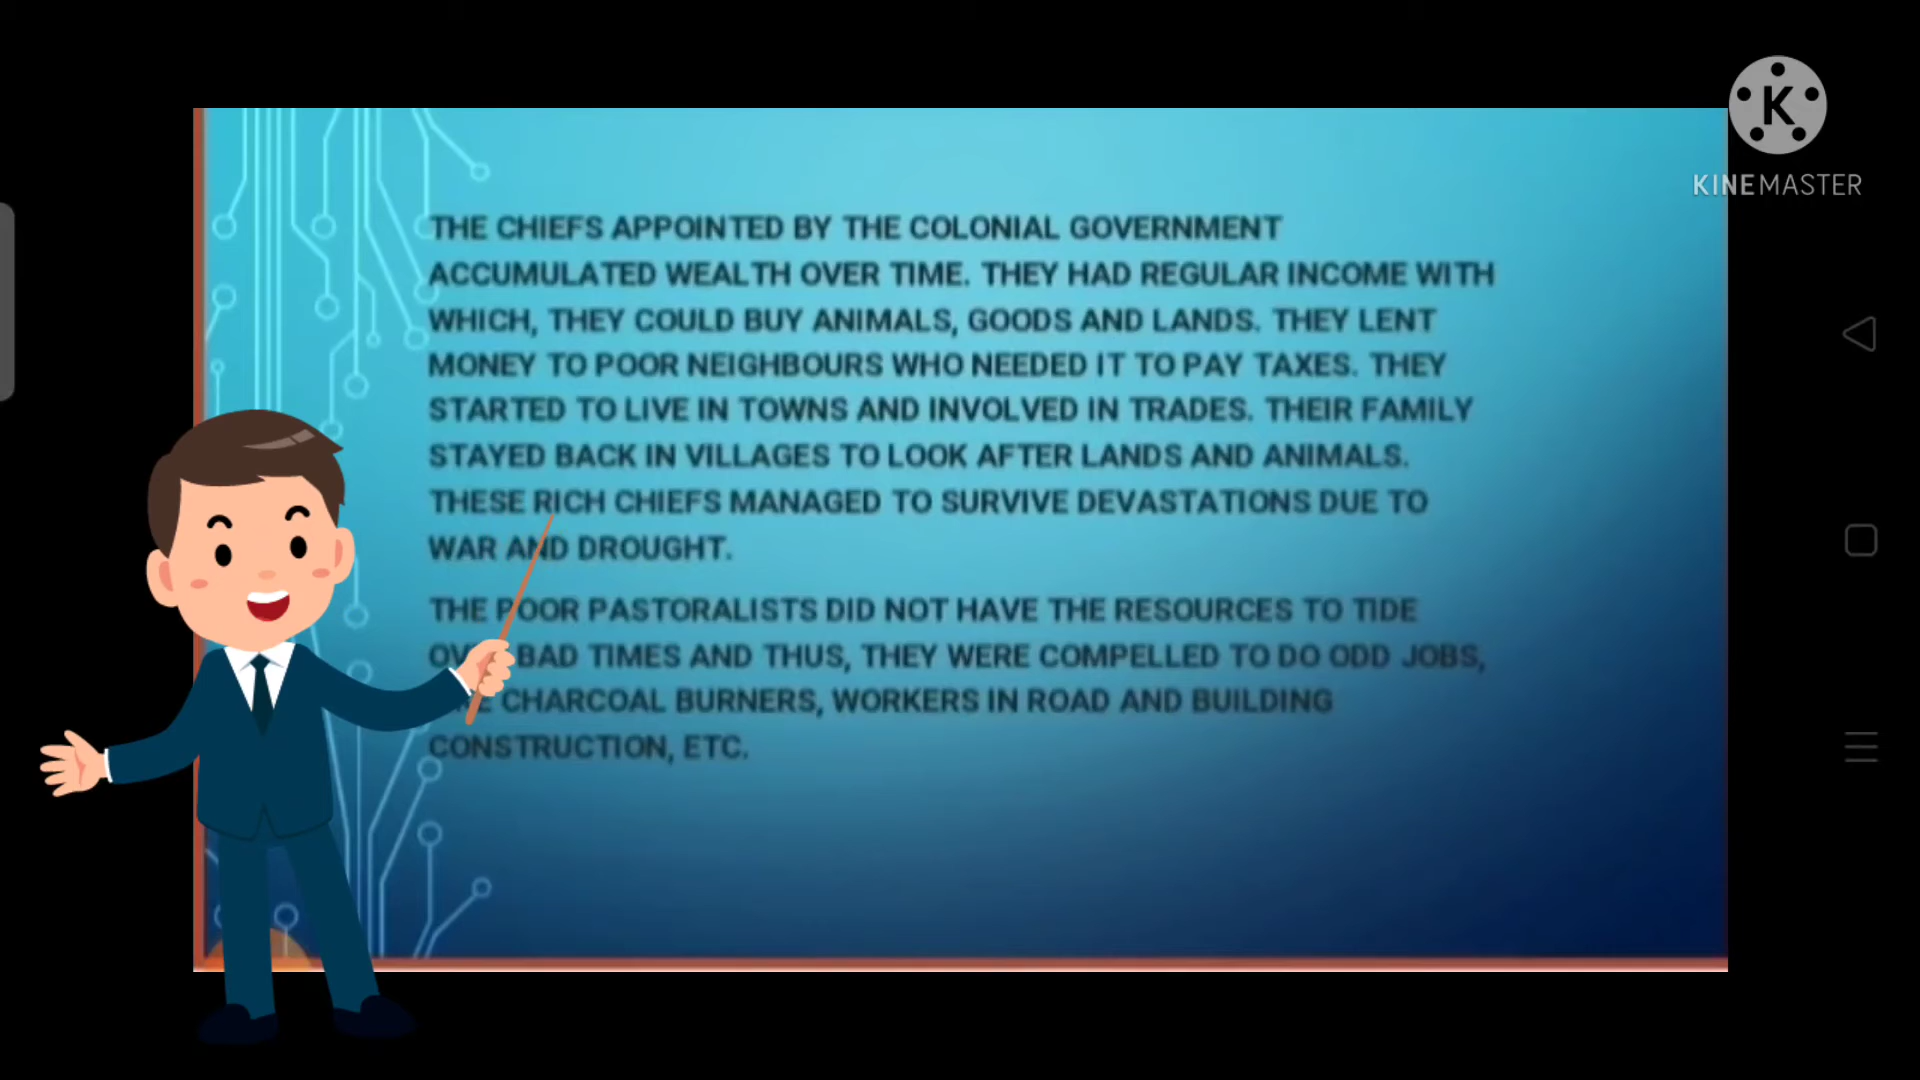 K
KINEMASTER
THE CHIEFS APPOINTED BY THE COLONIAL GOVERNMENT
ACCUMULATED WEALTH OVER TIME. THEY HAD REGULAR INCOME WITH
WHICH, THEY COULD BUY ANIMALS, GOODS AND LANDS. THEY LENT
MONEY TO POOR NEIGHBOURS WHO NEEDED IT TO PAY TAXES. THEY
STARTED TO LIVE IN TOWNS AND INVOLVED IN TRADES. THEIR FAMILY
STAYED BACK IN VILLAGES TO LOOK AFTER LANDS AND ANIMALS.
THESE RICH CHIEFS MANAGED TO SURVIVE DEVASTATIONS DUE TO
WAR AND DROUGHT.
THE POOR PASTORALISTS DID NOT HAVE THE RESOURCES TO TIDE
BAD TIMES AND THUS, THEY WERE COMPELLED TO DO ODD JOBS,
CHARCOAL BURNERS, WORKERS IN ROAD AND BUILDING
CONSTRUCTION, ETC.